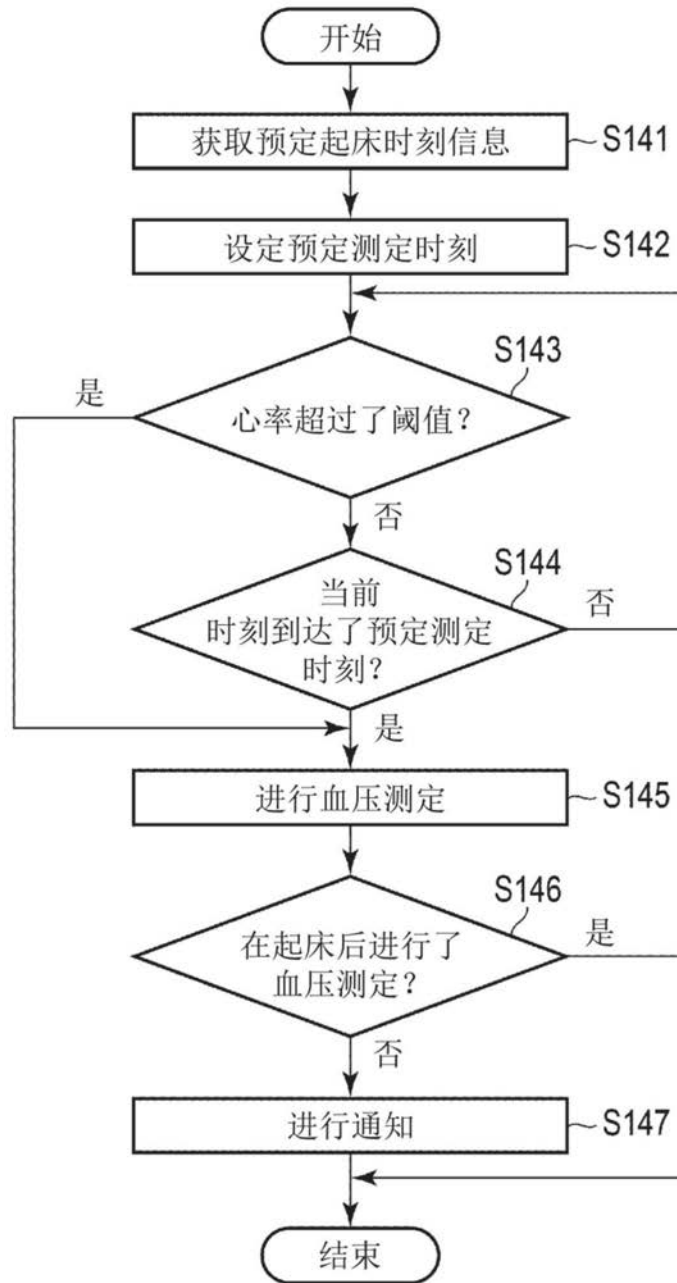 开始
获取预定起床时刻信息
S141
设定预定测定时刻
S142
S143
是
心率超过了阈值？
否
S144
当前
时刻到达了预定测定
时刻？
否
是
进行血压测定
S145
S146
在起床后进行了
血压测定？
是
否
进行通知
S147
结束